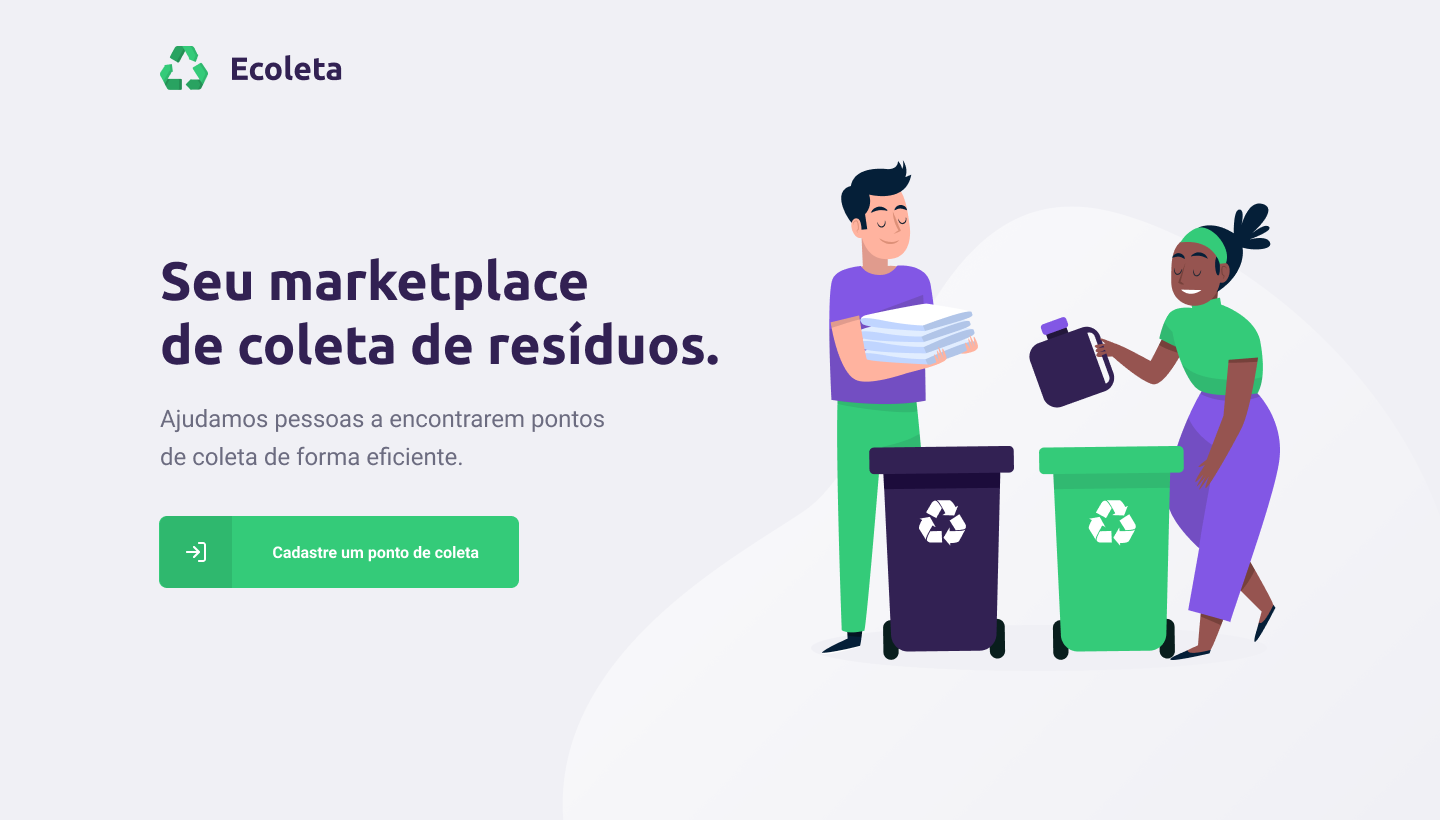 Ecoleta
Seu marketplace
de coleta de resíduos.
Ajudamos pessoas a encontrarem pontos
de coleta de forma eficiente.
Cadastre um ponto de coleta